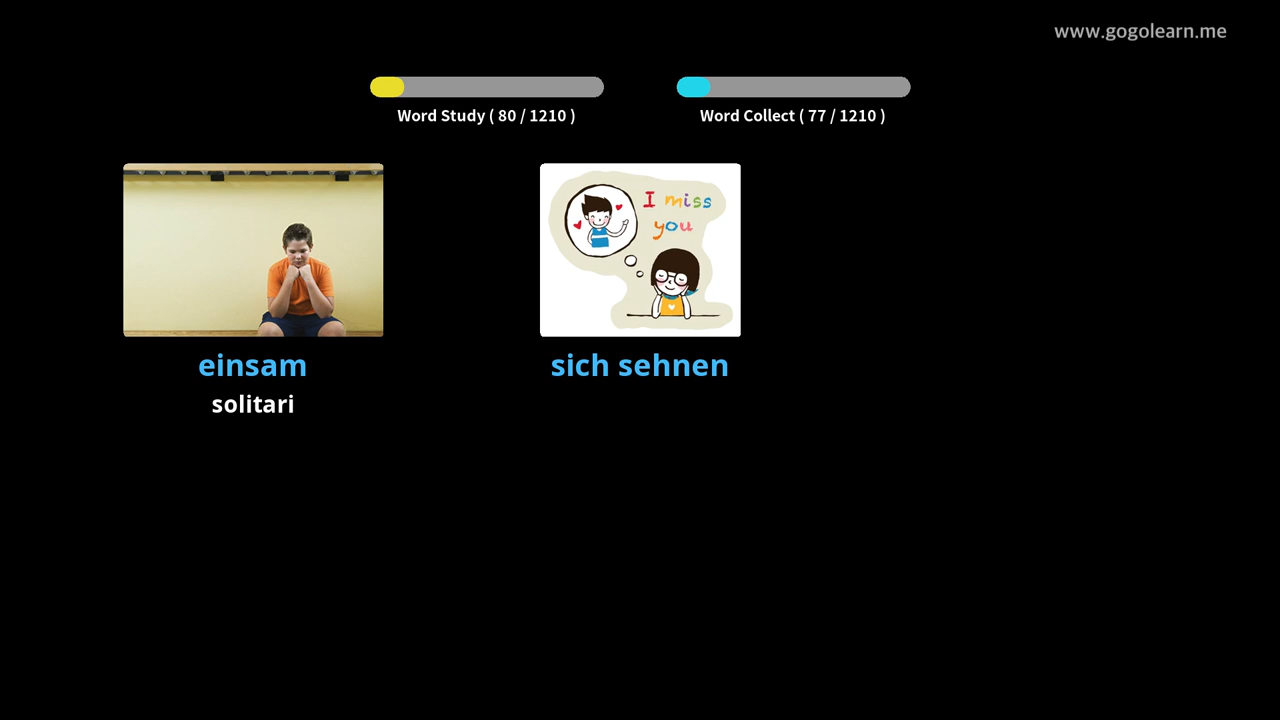 www.gogolearn.me
Word Study ( 80 / 1210 )
Word Collect ( 77 / 1210 )
I miss
you
einsam
sich sehnen
solitari